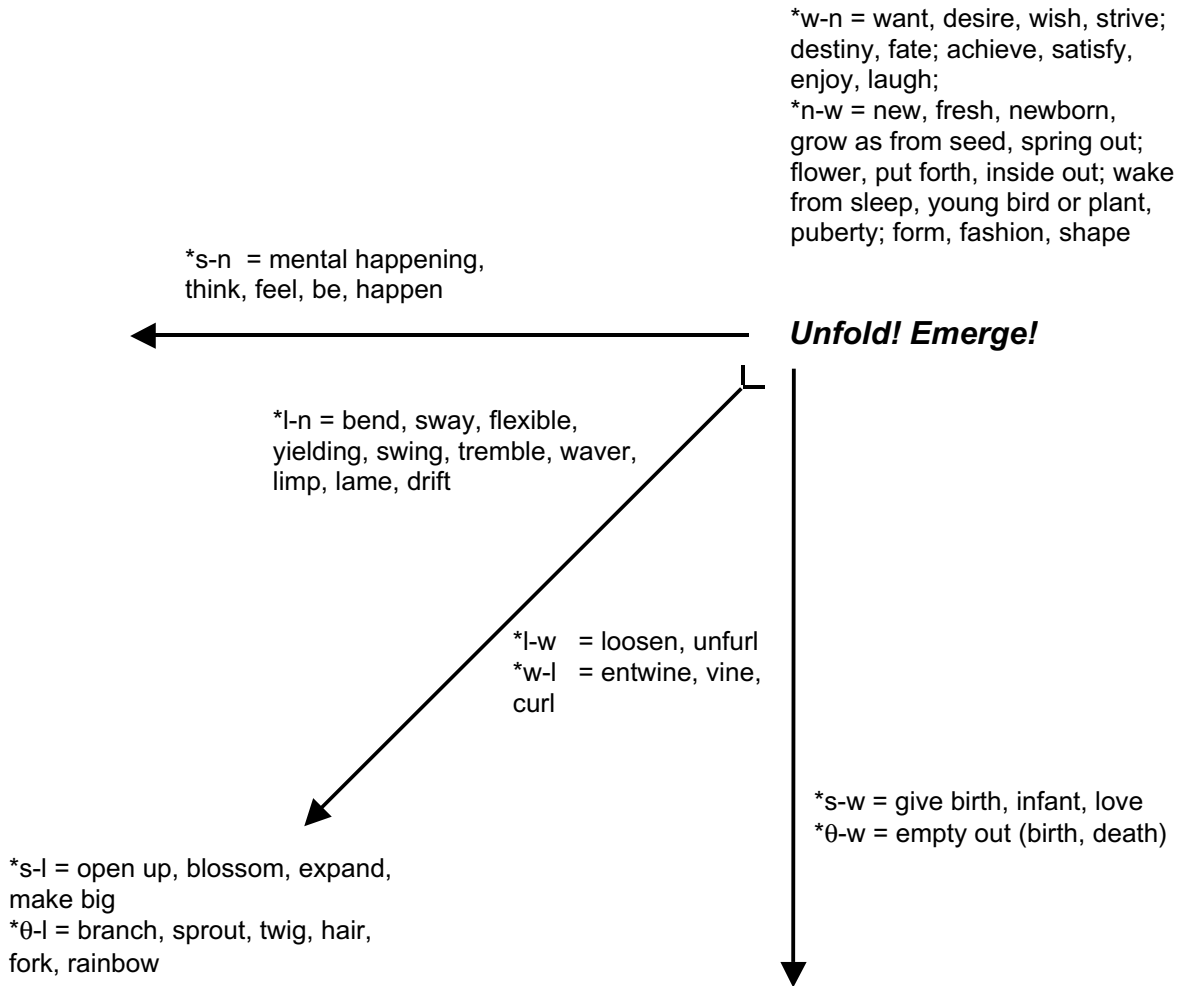 *w-n = want, desire, wish, strive;
destiny, fate; achieve, satisfy,
enjoy, laugh;
*n-w = new, fresh, newborn,
grow as from seed, spring out;
flower, put forth, inside out; wake
from sleep, young bird or plant,
puberty; form, fashion, shape
*s-n = mental happening,
think, feel, be, happen
Unfold! Emerge!
*l-n = bend, sway, flexible,
yielding, swing, tremble, waver,
limp, lame, drift
*l-w = loosen, unfurl
*w-l = entwine, vine,
curl
*s-w = give birth, infant, love
*θ-w = empty out (birth, death)
*s-l = open up, blossom, expand,
make big
*θ-l = branch, sprout, twig, hair,
fork, rainbow